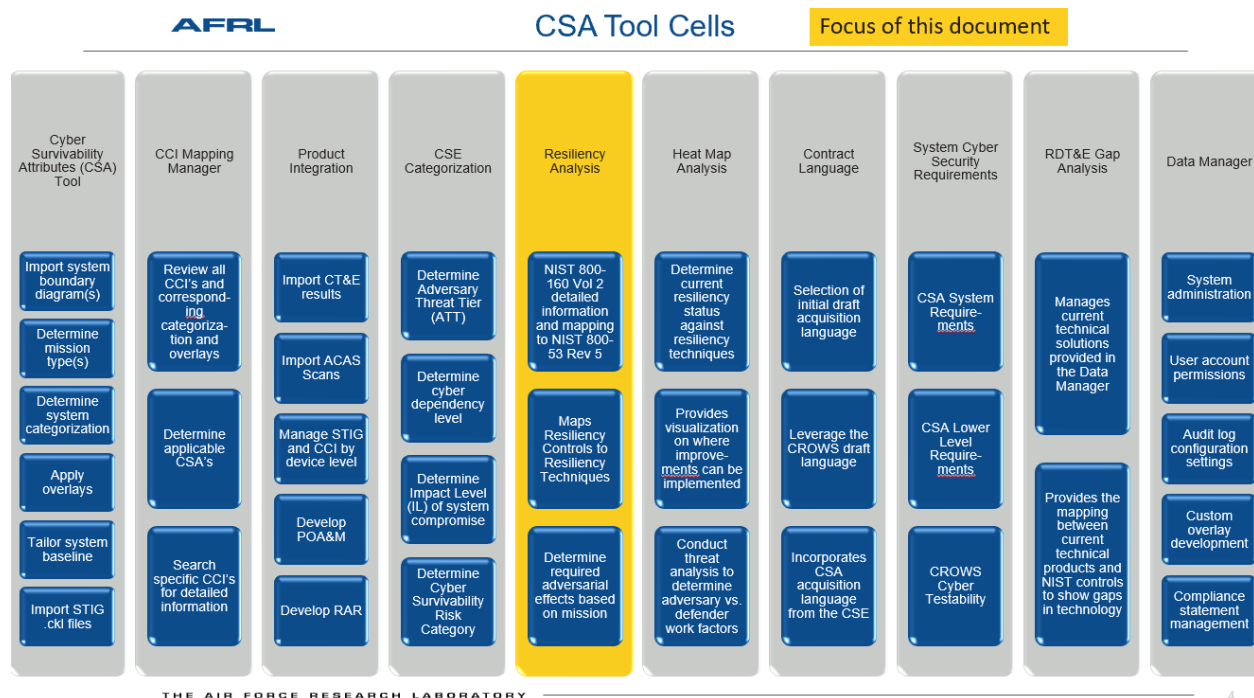 AFRL
CSA Tool Cells
Focus of this document
Cyber
Survivability
Attributes (CSA)
Tool
Import system
boundary
diagram(s)
Determine
mission
type(s)
Determine
system
categorization
Apply
overlays
Tailor system
baseline
Import STIG
.ckl files
CCI Mapping
Manager
Review all
CCI's and
correspond-
ing
categoriza-
tion and
overlays
Determine
applicable
CSA's
Search
specific CCI's
for detailed
information
Product
Integration
Import CT&E
results
Import ACAS
Scans
Manage STIG
and CCI by
device level
Develop
POA&M
Develop RAR
CSE
Categorization
Determine
Adversary
Threat Tier
(ATT)
Determine
cyber
dependency
level
Determine
Impact Level
(IL) of system
compromise
Determine
Cyber
Survivability
Risk
Category
Resiliency
Analysis
NIST 800-
160 Vol 2
detailed
information
and mapping
to NIST 800-
53 Rev 5
Maps
Resiliency
Controls to
Resiliency
Techniques
Determine
required
adversarial
effects based
on mission
Heat Map
Analysis
Determine
current
resiliency
status
against
resiliency
techniques
Provides
visualization
on where
improve-
ments can be
implemented
Conduct
threat
analysis to
determine
adversary vs.
defender
work factors
Contract
Language
Selection of
initial draft
acquisition
language
Leverage the
CROWS draft
language
Incorporates
CSA
acquisition
language
from the CSE
System Cyber
Security
Requirements
CSA System
Require-
ments
CSA Lower
Level
Require-
ments
CROWS
Cyber
Testability
RDT&E Gap
Analysis
Manages
current
technical
solutions
provided in
the Data
Manager
Provides the
mapping
between
current
technical
products and
NIST controls
to show gaps
in technology
Data Manager
System
administration
User account
permissions
Audit log
configuration
settings
Custom
overlay
development
Compliance
statement
management
THE AIR FORCE RESEARCH LABORATORY
4